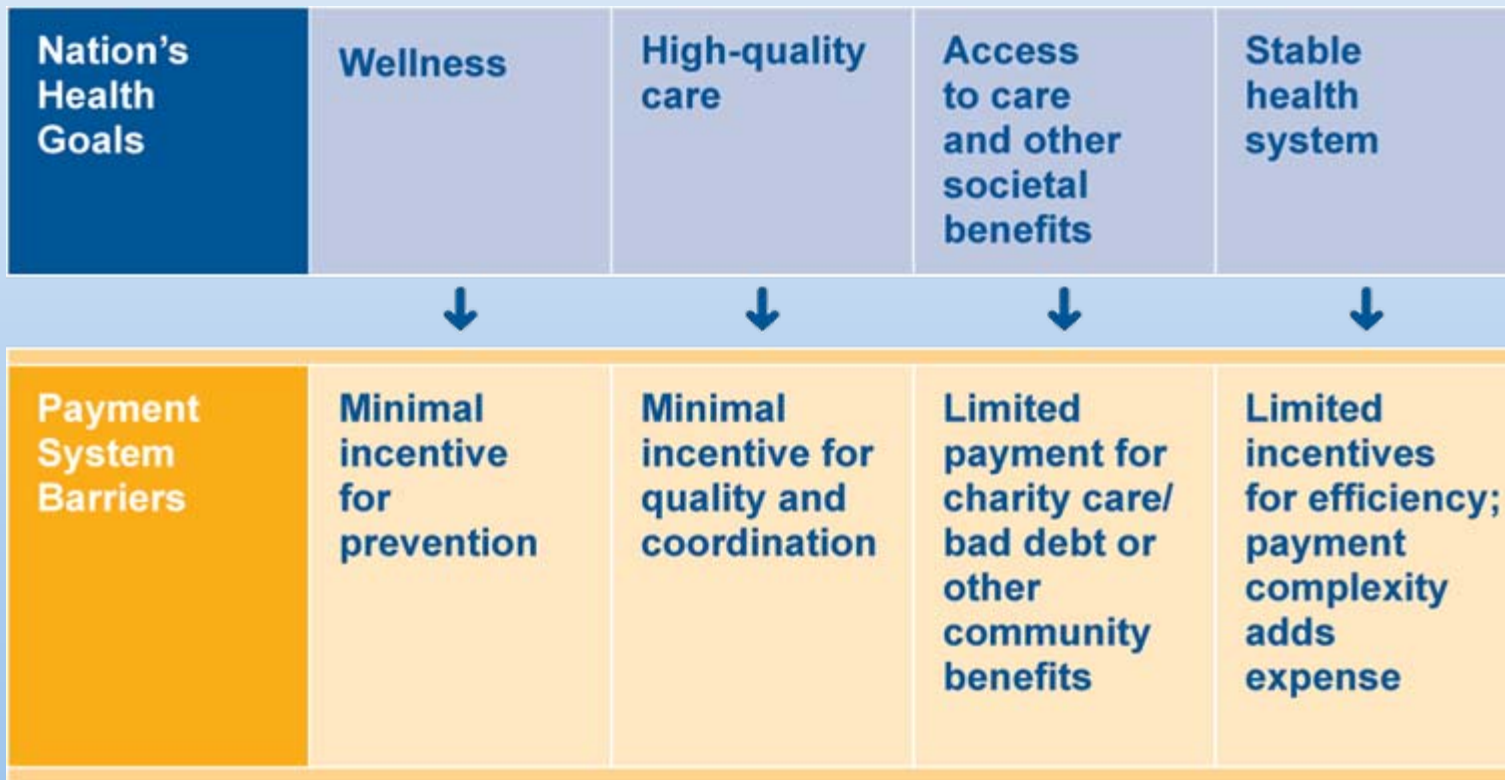 Nation's
Health
Goals
Wellness
High-quality
care
Access
to care
and other
societal
benefits
Stable
health
system
Payment
System
Barriers
Minimal
incentive
for
prevention
Minimal
incentive for
quality and
coordination
Limited
payment for
charity care/
bad debt or
other
community
benefits
Limited
incentives
for efficiency;
payment
complexity
adds
expense